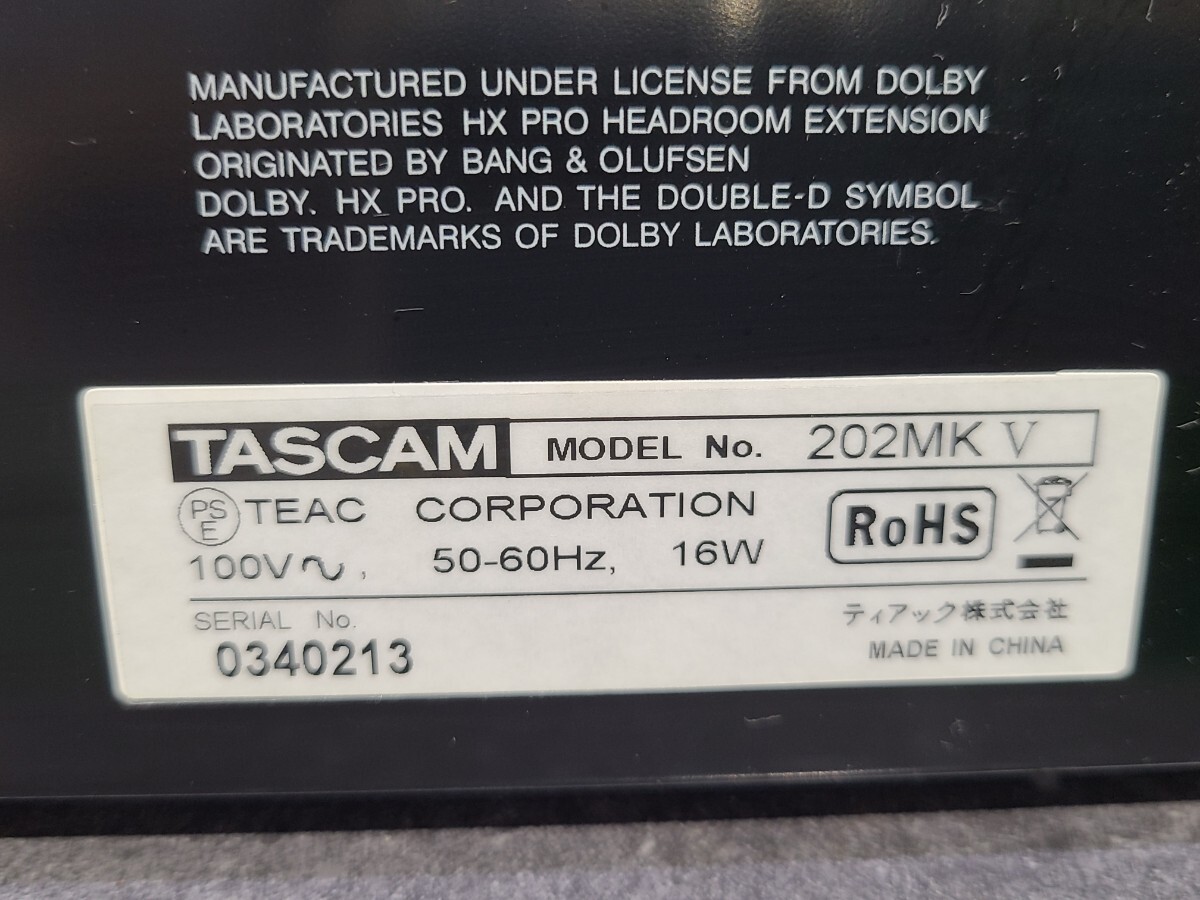 MANUFACTURED UNDER LICENSE FROM DOLBY
LABORATORIES HX PRO HEADROOM EXTENSION
ORIGINATED BY BANG & OLUFSEN
DOLBY. HX PRO. AND THE DOUBLE-D SYMBOL
ARE TRADEMARKS OF DOLBY LABORATORIES.
TASCAM MODEL No. 202MK V
PSE TEAC CORPORATION
RoHS
100V～, 50-60Hz, 16W
SERIAL No.
0340213
ティアック株式会社
MADE IN CHINA